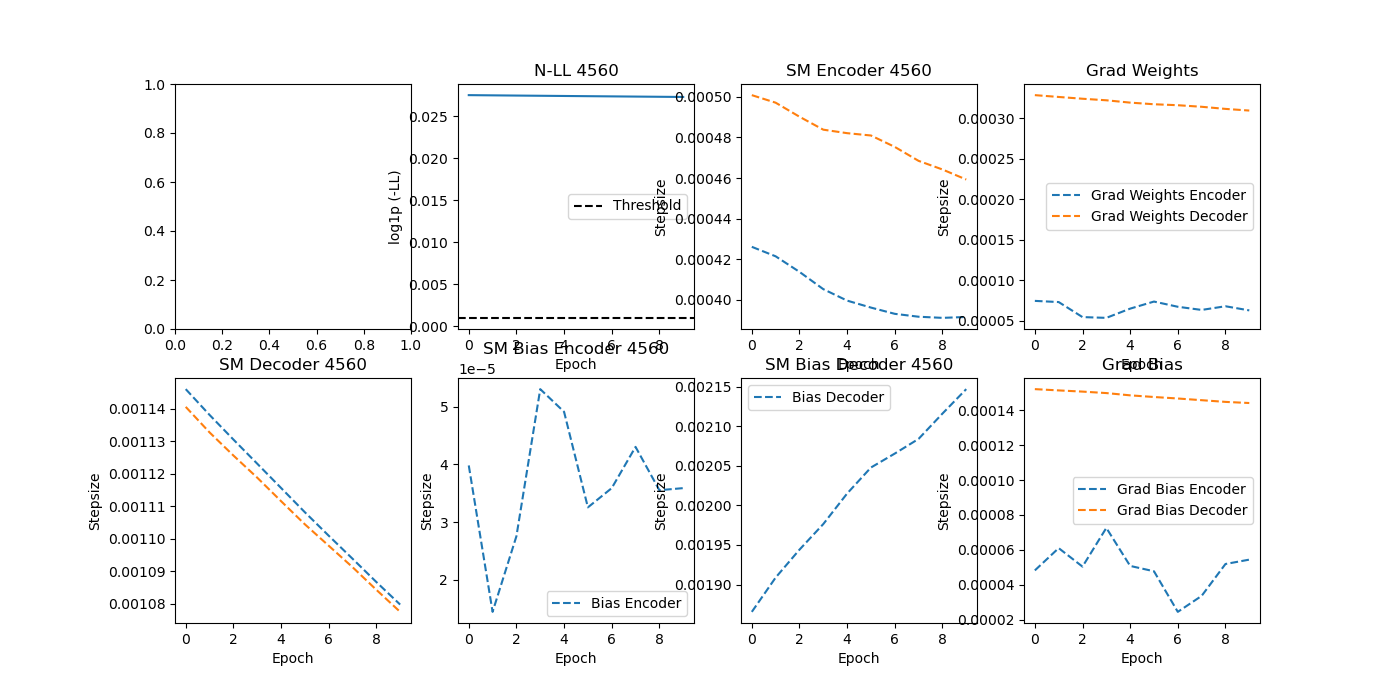 N-LL 4560
SM Encoder 4560
Grad Weights
1.0
0.8
0.6
0.4
0.2
0.0
0.0 0.2 0.4 0.6 0.8 1.0
log1p (-LL)
0.025
0.020
0.015
0.010
0.005
0.000
Threshold
0 2 4 6 8
Epoch
Stepsize
0.00050
0.00048
0.00046
0.00044
0.00042
0.00040
0 2 4 6 8
Epoch
Stepsize
0.00030
0.00025
0.00020
0.00015
0.00010
0.00005
Grad Weights Encoder
Grad Weights Decoder
0 2 4 6 8
Epoch
SM Decoder 4560
SM Bias Encoder 4560
SM Bias Decoder 4560
Grad Bias
Stepsize
0.00114
0.00113
0.00112
0.00111
0.00110
0.00109
0.00108
0 2 4 6 8
Epoch
1e−5
Stepsize
5
4
3
2
Bias Encoder
0 2 4 6 8
Epoch
Stepsize
0.00215
0.00210
0.00205
0.00200
0.00195
0.00190
Bias Decoder
0 2 4 6 8
Epoch
Stepsize
0.00014
0.00012
0.00010
0.00008
0.00006
0.00004
0.00002
Grad Bias Encoder
Grad Bias Decoder
0 2 4 6 8
Epoch